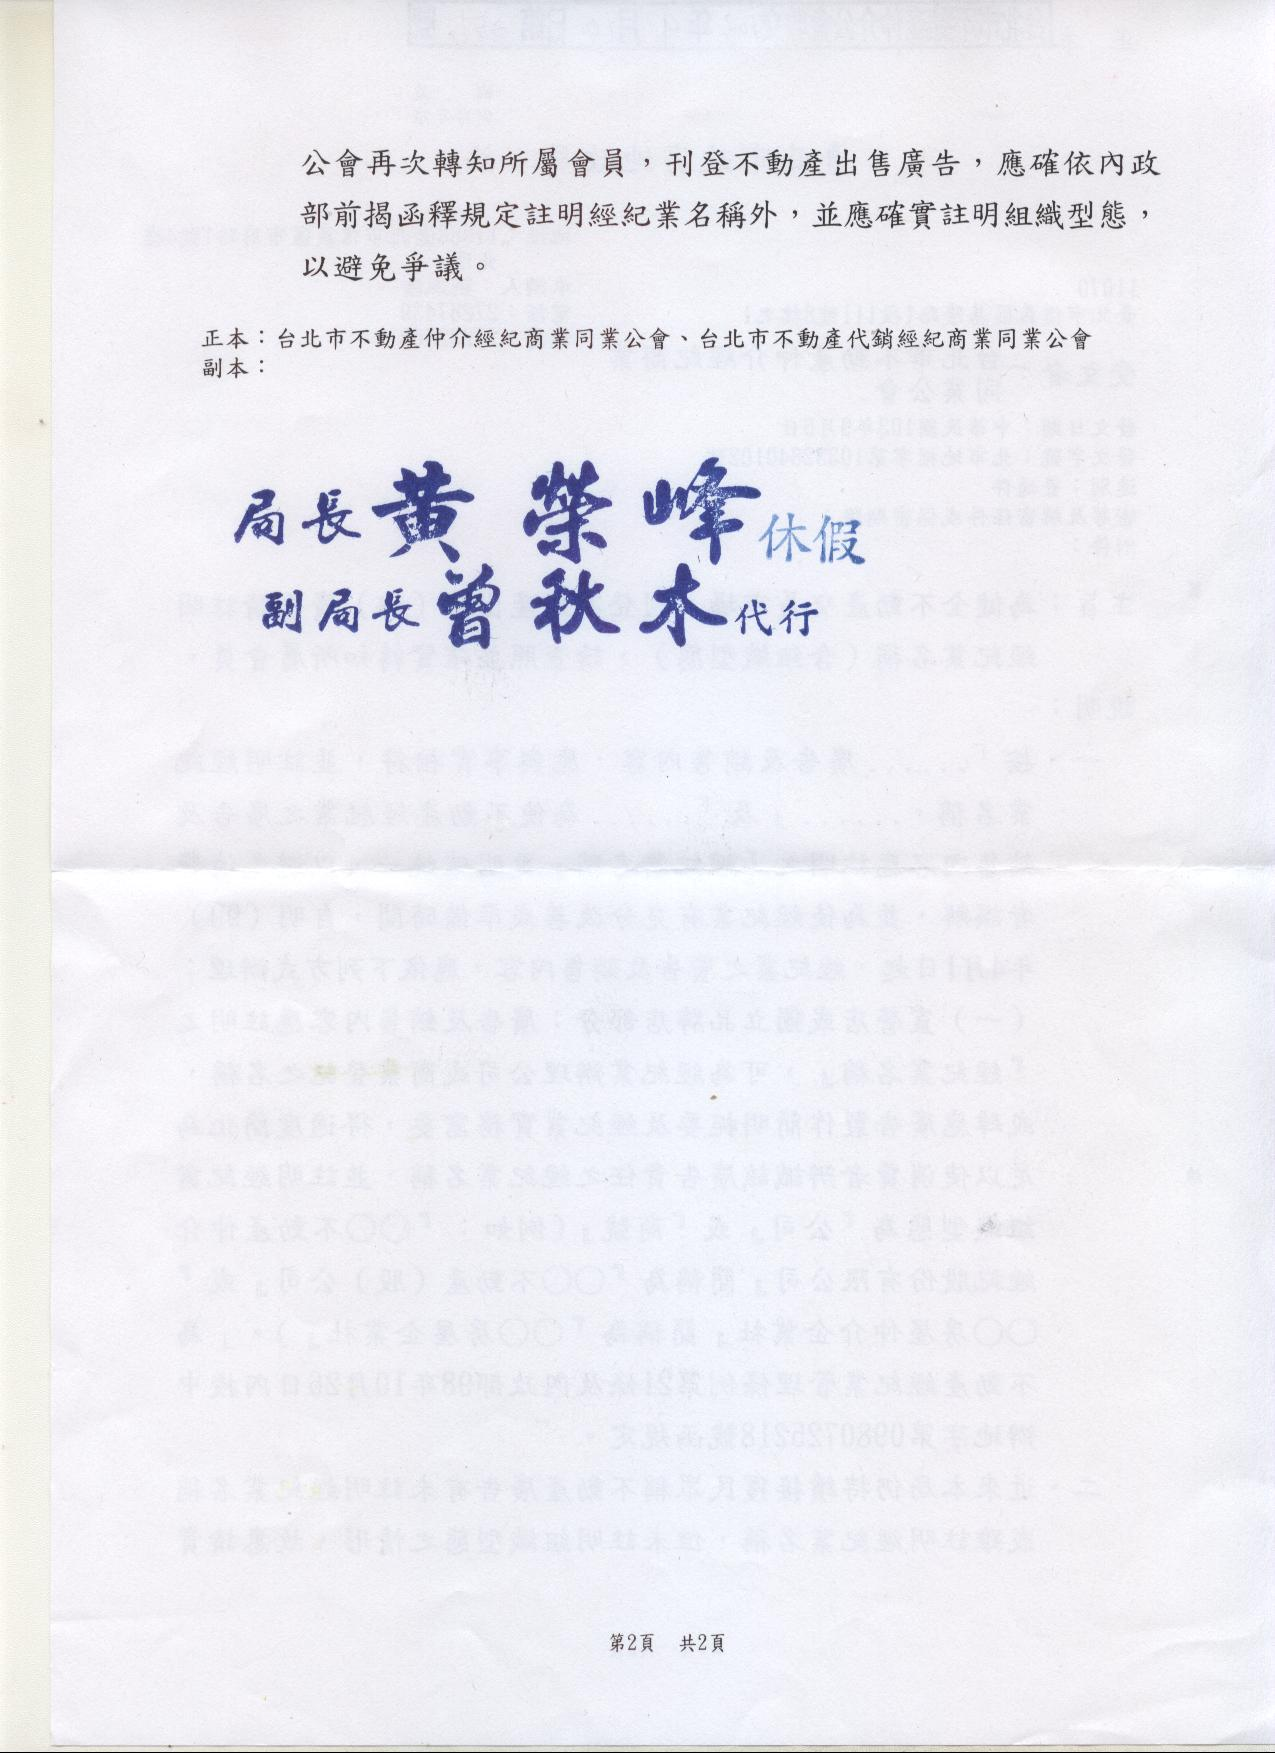 公會再次轉知所屬會員，刊登不動產出售廣告，應確依內政
部前揭函釋規定註明經紀業名稱外，並應確實註明組織型態，
以避免爭議。
正本：台北市不動產仲介經紀商業同業公會、台北市不動產代銷經紀商業同業公會
副本：
局長 黃榮峰 休假
副局長 曾秋木 代行
第2頁 共2頁